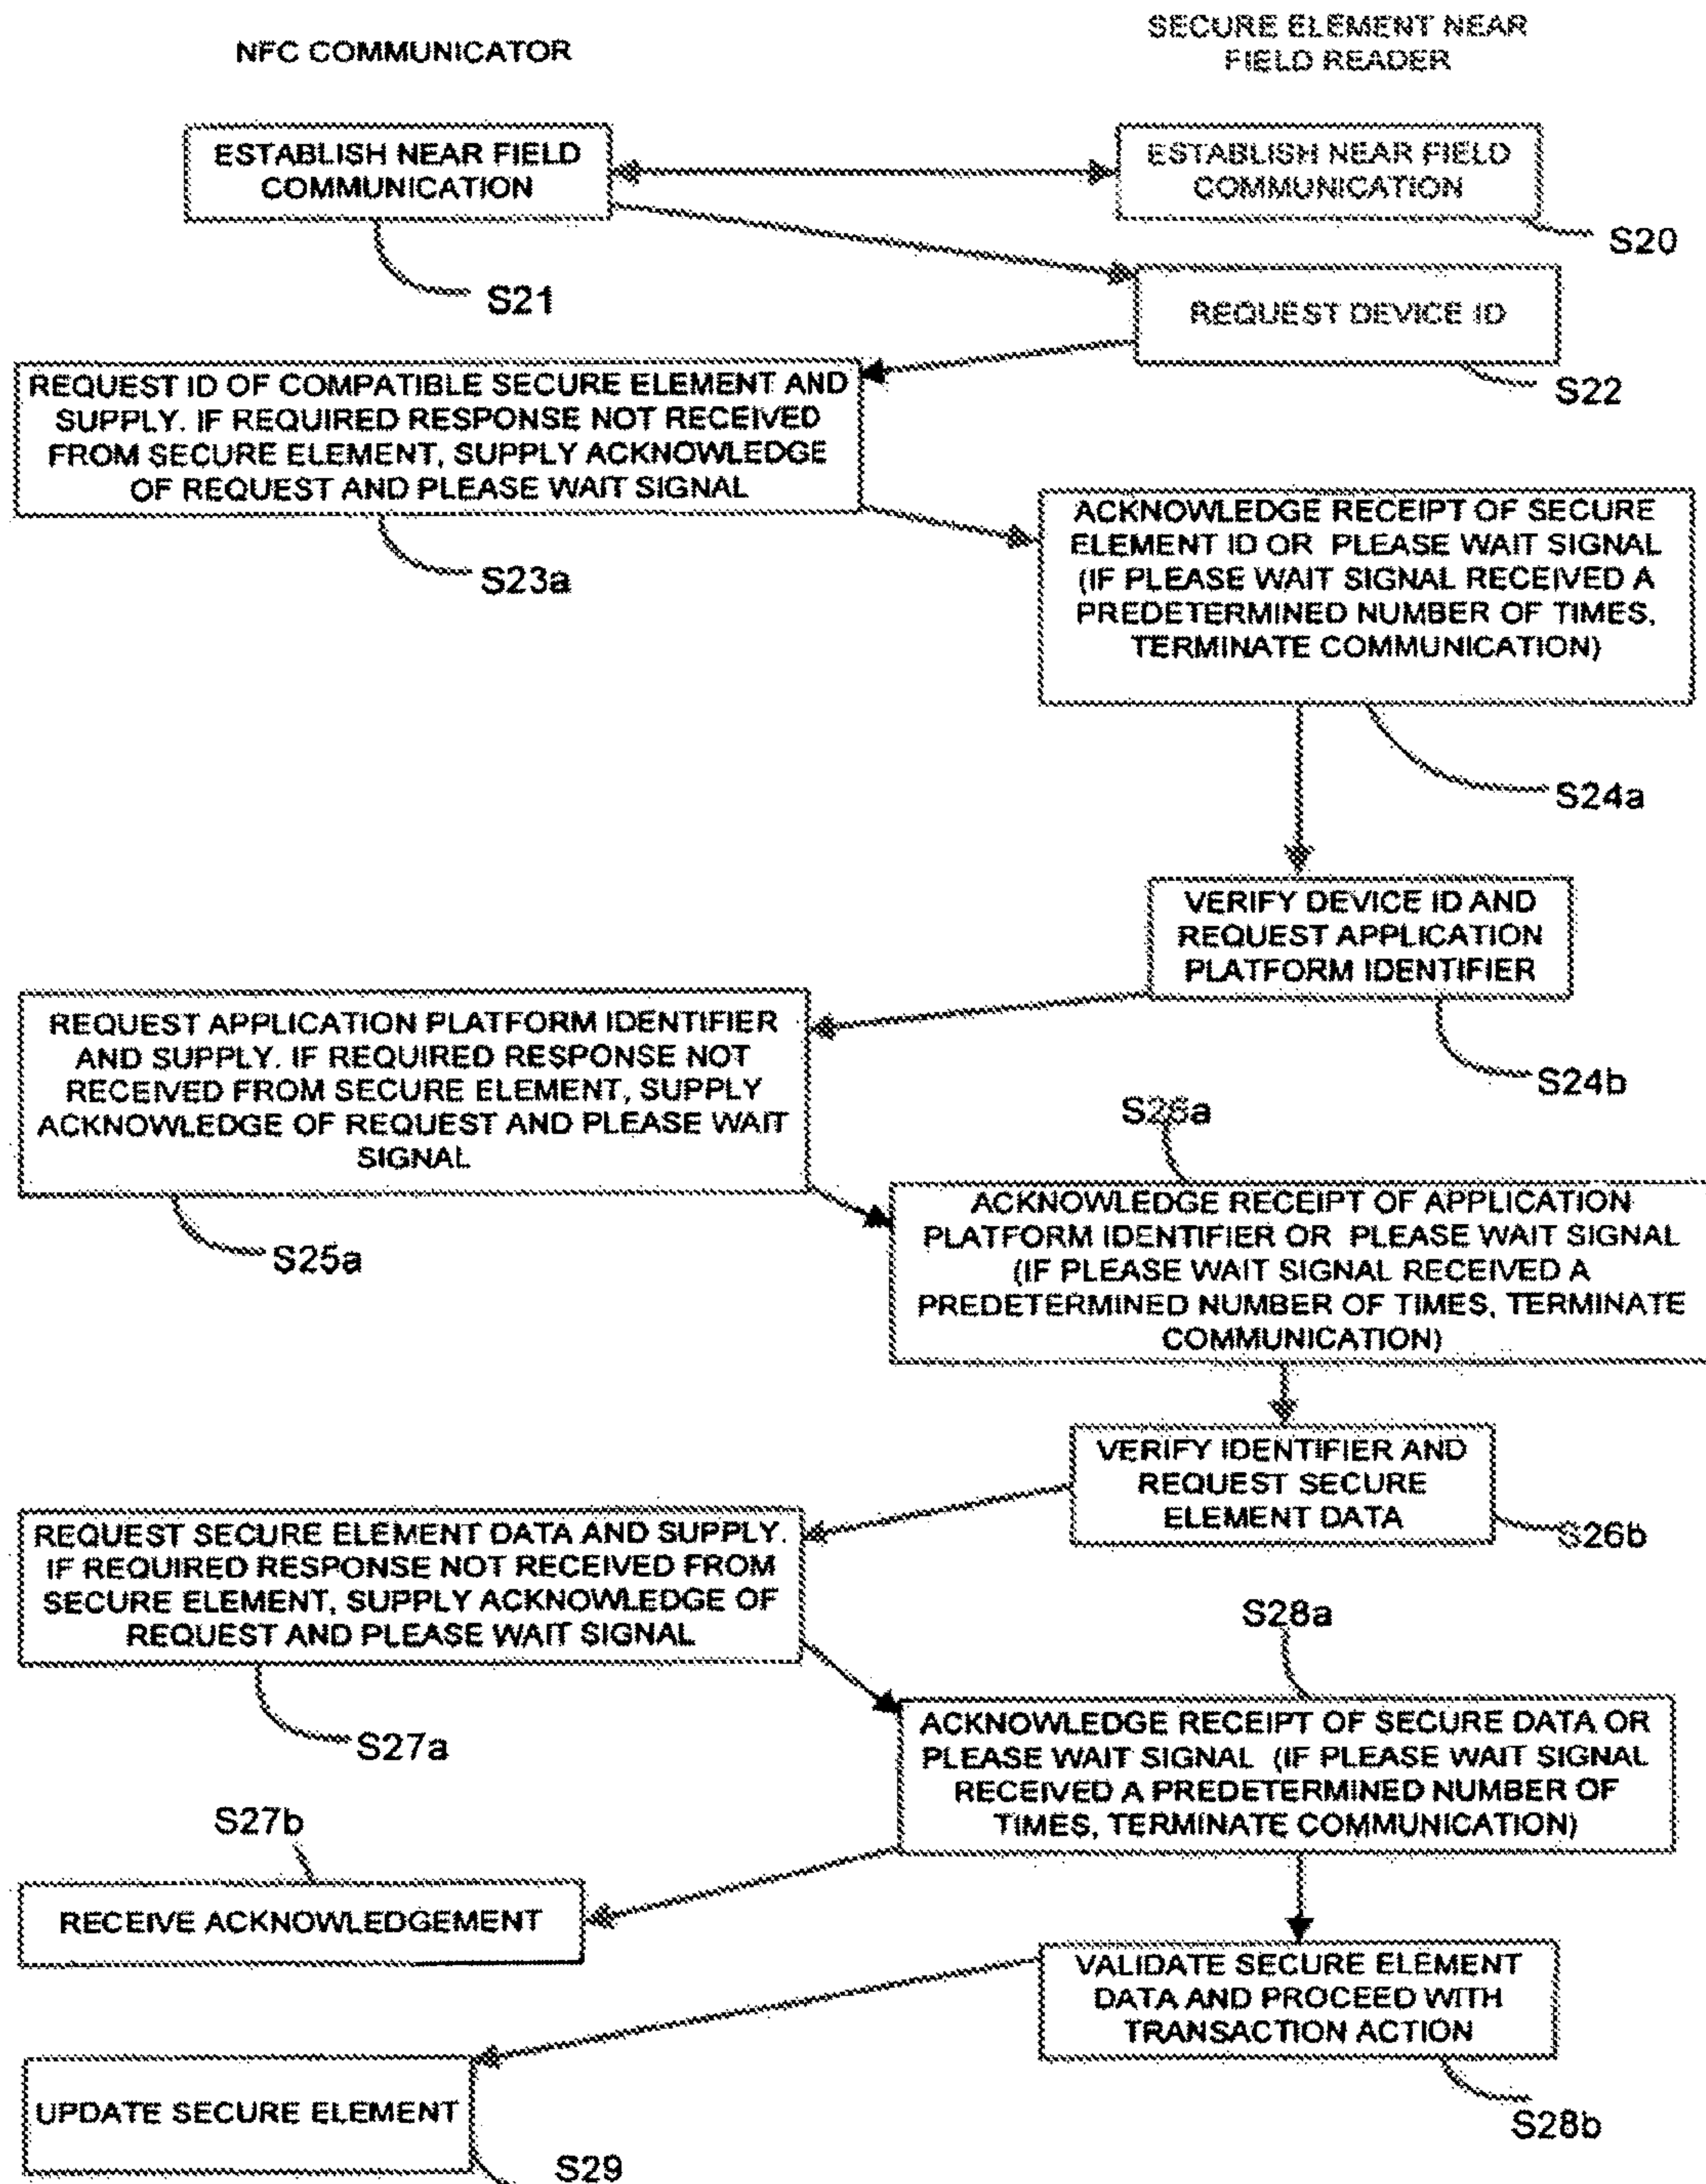 NFC COMMUNICATOR
SECURE ELEMENT NEAR
FIELD READER
ESTABLISH NEAR FIELD
COMMUNICATION
ESTABLISH NEAR FIELD
COMMUNICATION
S20
S21
REQUEST DEVICE ID
S22
REQUEST ID OF COMPATIBLE SECURE ELEMENT AND
SUPPLY. IF REQUIRED RESPONSE NOT RECEIVED
FROM SECURE ELEMENT, SUPPLY ACKNOWLEDGE
OF REQUEST AND PLEASE WAIT SIGNAL
S23a
ACKNOWLEDGE RECEIPT OF SECURE
ELEMENT ID OR PLEASE WAIT SIGNAL
(IF PLEASE WAIT SIGNAL RECEIVED A
PREDETERMINED NUMBER OF TIMES,
TERMINATE COMMUNICATION)
S24a
VERIFY DEVICE ID AND
REQUEST APPLICATION
PLATFORM IDENTIFIER
S24b
REQUEST APPLICATION PLATFORM IDENTIFIER
AND SUPPLY. IF REQUIRED RESPONSE NOT
RECEIVED FROM SECURE ELEMENT, SUPPLY
ACKNOWLEDGE OF REQUEST AND PLEASE WAIT
SIGNAL
S25a
S26a
ACKNOWLEDGE RECEIPT OF APPLICATION
PLATFORM IDENTIFIER OR PLEASE WAIT SIGNAL
(IF PLEASE WAIT SIGNAL RECEIVED A
PREDETERMINED NUMBER OF TIMES, TERMINATE
COMMUNICATION)
VERIFY IDENTIFIER AND
REQUEST SECURE
ELEMENT DATA
S26b
REQUEST SECURE ELEMENT DATA AND SUPPLY.
IF REQUIRED RESPONSE NOT RECEIVED FROM
SECURE ELEMENT, SUPPLY ACKNOWLEDGE OF
REQUEST AND PLEASE WAIT SIGNAL
S27a
S28a
ACKNOWLEDGE RECEIPT OF SECURE DATA OR
PLEASE WAIT SIGNAL (IF PLEASE WAIT SIGNAL
RECEIVED A PREDETERMINED NUMBER OF
TIMES, TERMINATE COMMUNICATION)
S27b
RECEIVE ACKNOWLEDGEMENT
VALIDATE SECURE ELEMENT
DATA AND PROCEED WITH
TRANSACTION ACTION
S28b
UPDATE SECURE ELEMENT
S29